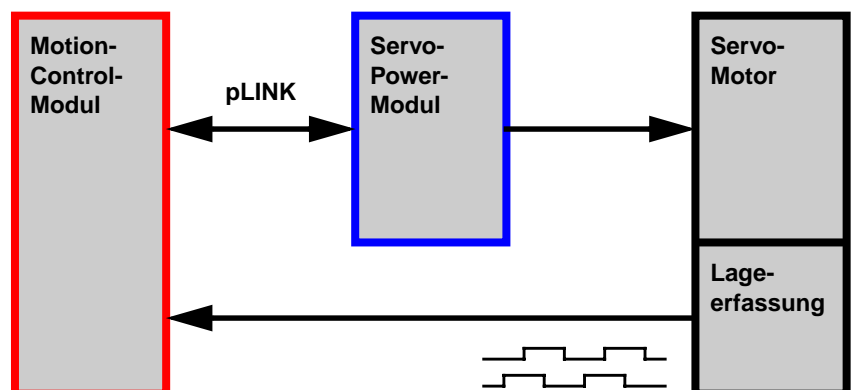 Motion-
Control-
Modul
pLINK
Servo-
Power-
Modul
Servo-
Motor
Lage-
erfassung